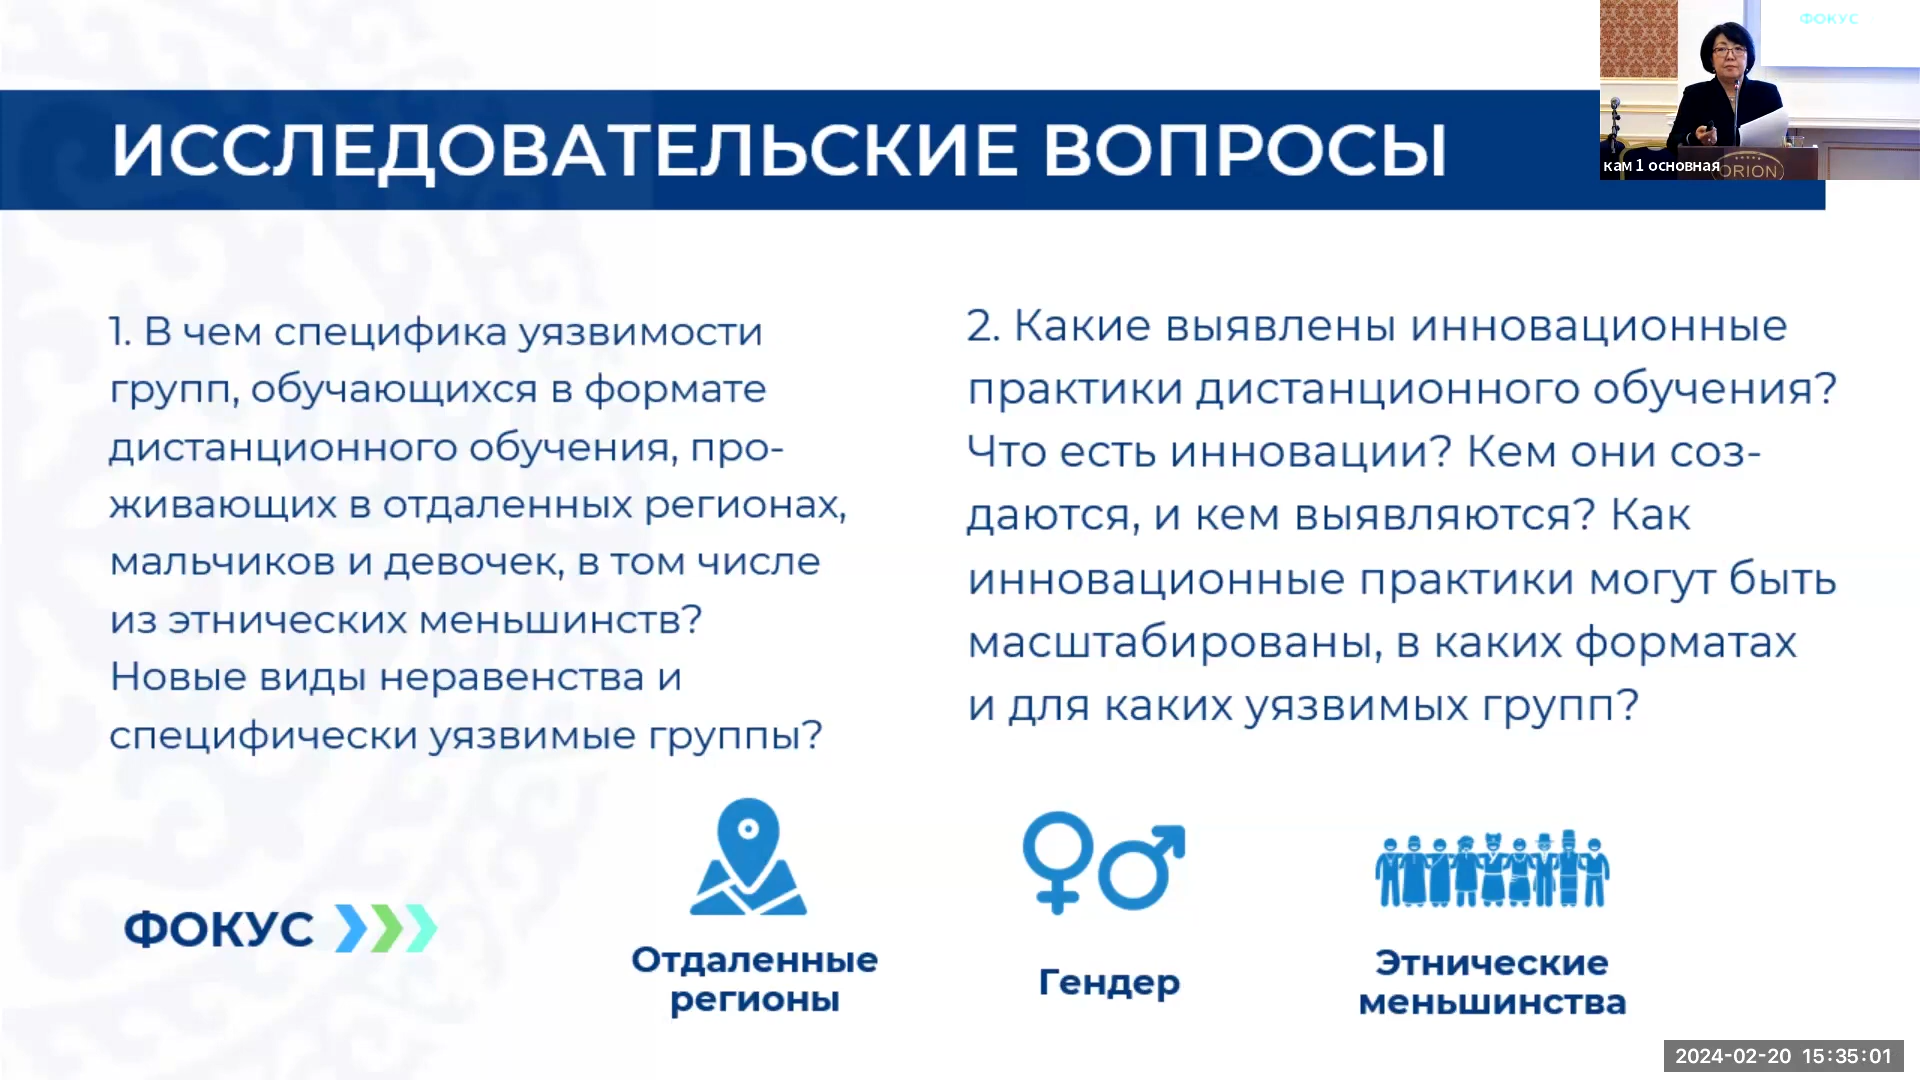 ФОКУС
ИССЛЕДОВАТЕЛЬСКИЕ ВОПРОСЫ
кам 1 основная
ORION
1. В чем специфика уязвимости
групп, обучающихся в формате
дистанционного обучения, про-
живающих в отдаленных регионах,
мальчиков и девочек, в том числе
из этнических меньшинств?
Новые виды неравенства и
специфически уязвимые группы?
2. Какие выявлены инновационные
практики дистанционного обучения?
Что есть инновации? Кем они соз-
даются, и кем выявляются? Как
инновационные практики могут быть
масштабированы, в каких форматах
и для каких уязвимых групп?
ФОКУС
Отдаленные
регионы
Гендер
Этнические
меньшинства
2024-02-20 15:35:01